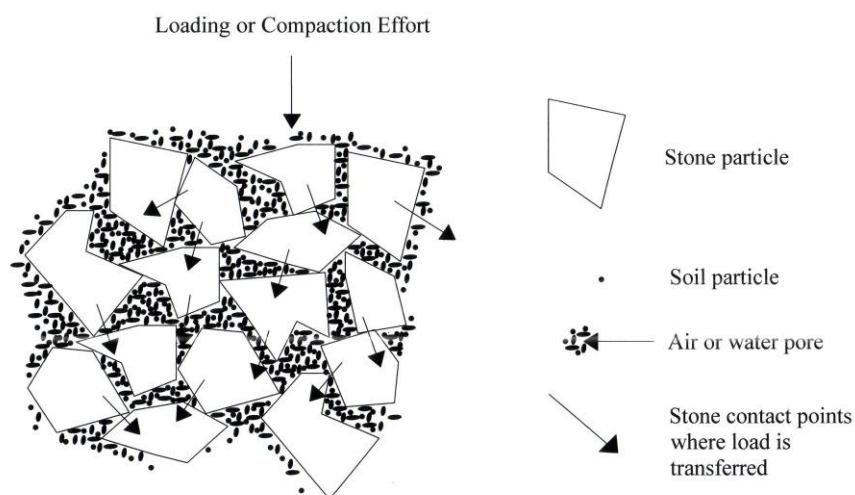 Loading or Compaction Effort
Stone particle
Soil particle
Air or water pore
Stone contact points
where load is
transferred